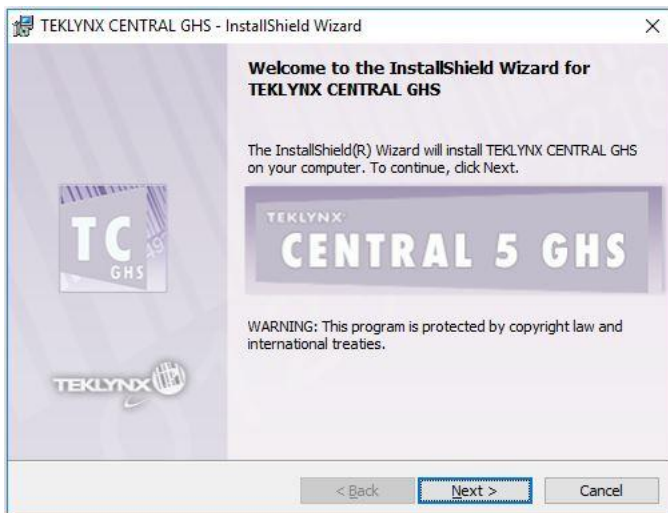 TEKLYNX CENTRAL GHS - InstallShield Wizard
Welcome to the InstallShield Wizard for
TEKLYNX CENTRAL GHS
The InstallShield(R) Wizard will install TEKLYNX CENTRAL GHS
on your computer. To continue, click Next.
TEKLYNX
CENTRAL 5 GHS
TC
GHS
WARNING: This program is protected by copyright law and
international treaties.
TEKLYNX
< Back
Next >
Cancel